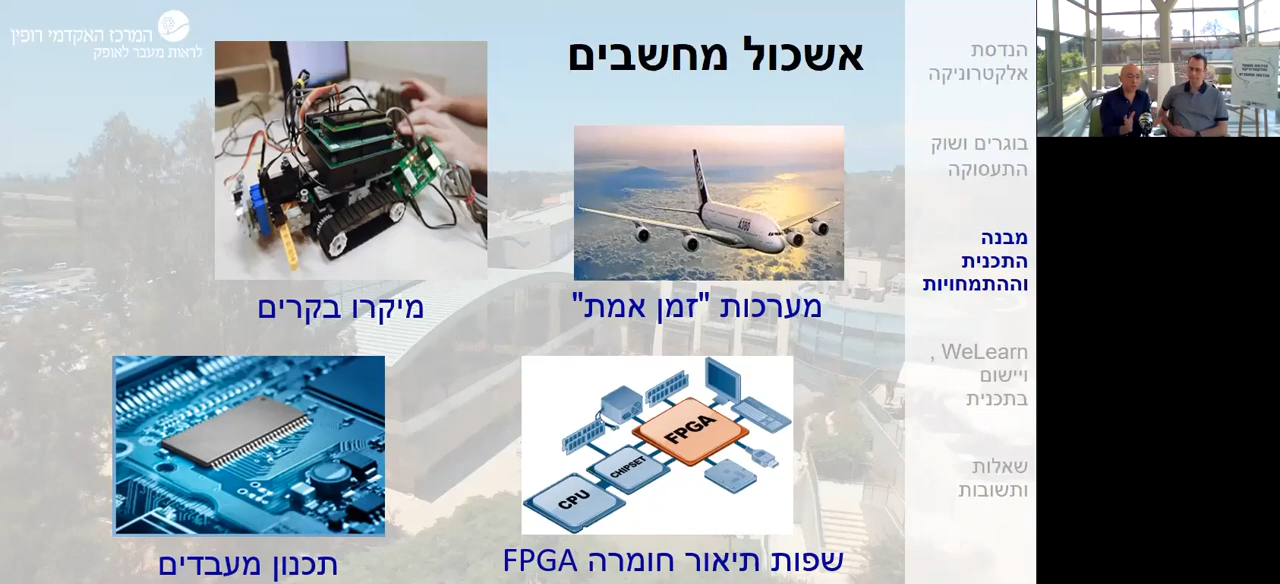 המרכז האקדמי רופין
לראות מעבר לאופק
אשכול מחשבים
מערכות "זמן אמת"
מיקרו בקרים
A380
FPGA
CHIPSET
CPU
שפות תיאור חומרה FPGA
תכנון מעבדים
הנדסת
אלקטרוניקה
בוגרים ושוק
התעסוקה
מבנה
התכנית
וההתמחויות
WeLearn ,
ויישום
בתכנית
שאלות
ותשובות